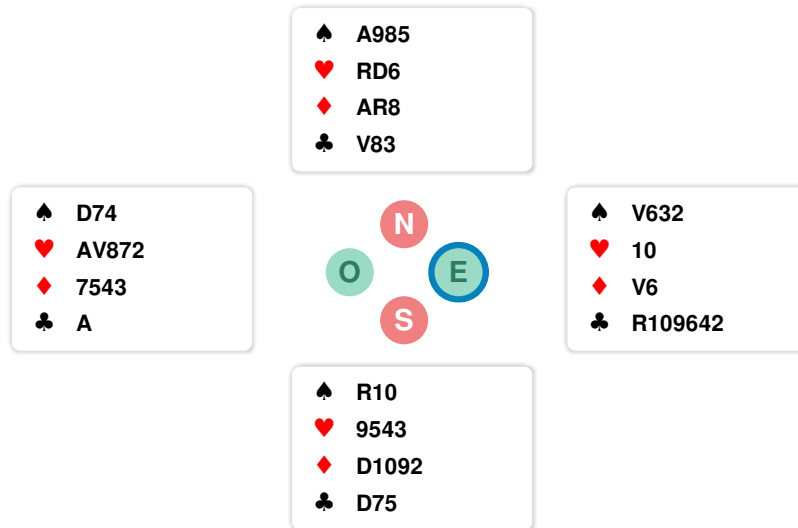 ♠ A985
♥ RD6
♦ AR8
♣ V83
♠ D74
♥ AV872
♦ 7543
♣ A
N
O E
S
♠ V632
♥ 10
♦ V6
♣ R109642
♠ R10
♥ 9543
♦ D1092
♣ D75